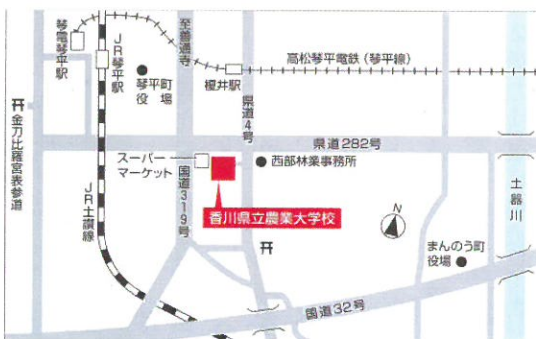 琴電琴平駅
JR琴平駅
至善通寺
県道4号
高松琴平電鉄（琴平線）
琴平町
役 場
榎井駅
金刀比羅宮表参道
県道282号
スーパー
マーケット
西部林業事務所
国道319号
香川県立農業大学校
JR土讃線
土器川
N
まんのう町
役場
国道32号